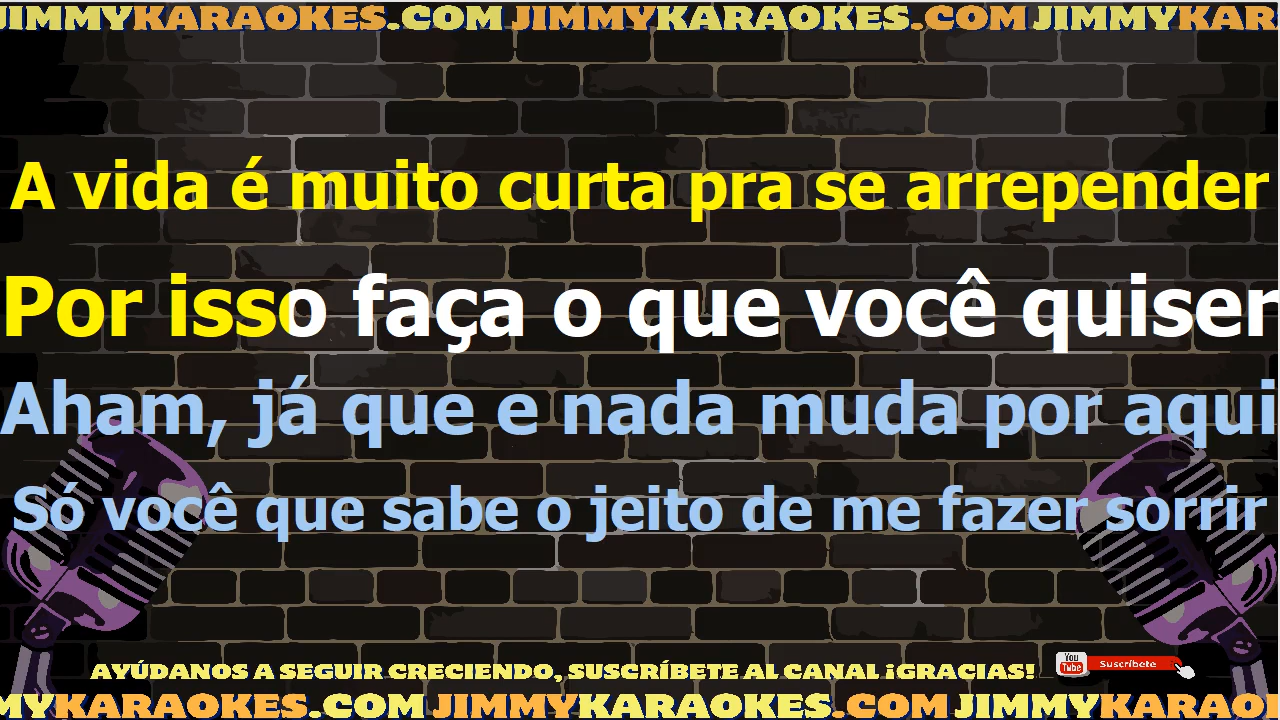 JIMMYKARAOKES.COM JIMMYKARAOKES.COM JIMMYKAR
A vida é muito curta pra se arrepender
Por isso faça o que você quiser
Aham, já que e nada muda por aqui
Só você que sabe o jeito de me fazer sorrir
AYÚDANOS A SEGUIR CRECIENDO, SUSCRÍBETE AL CANAL ¡GRACIAS!
You Tube Suscríbete
MYKARAOKES.COM JIMMYKARAOKES.COM JIMMYKARAO